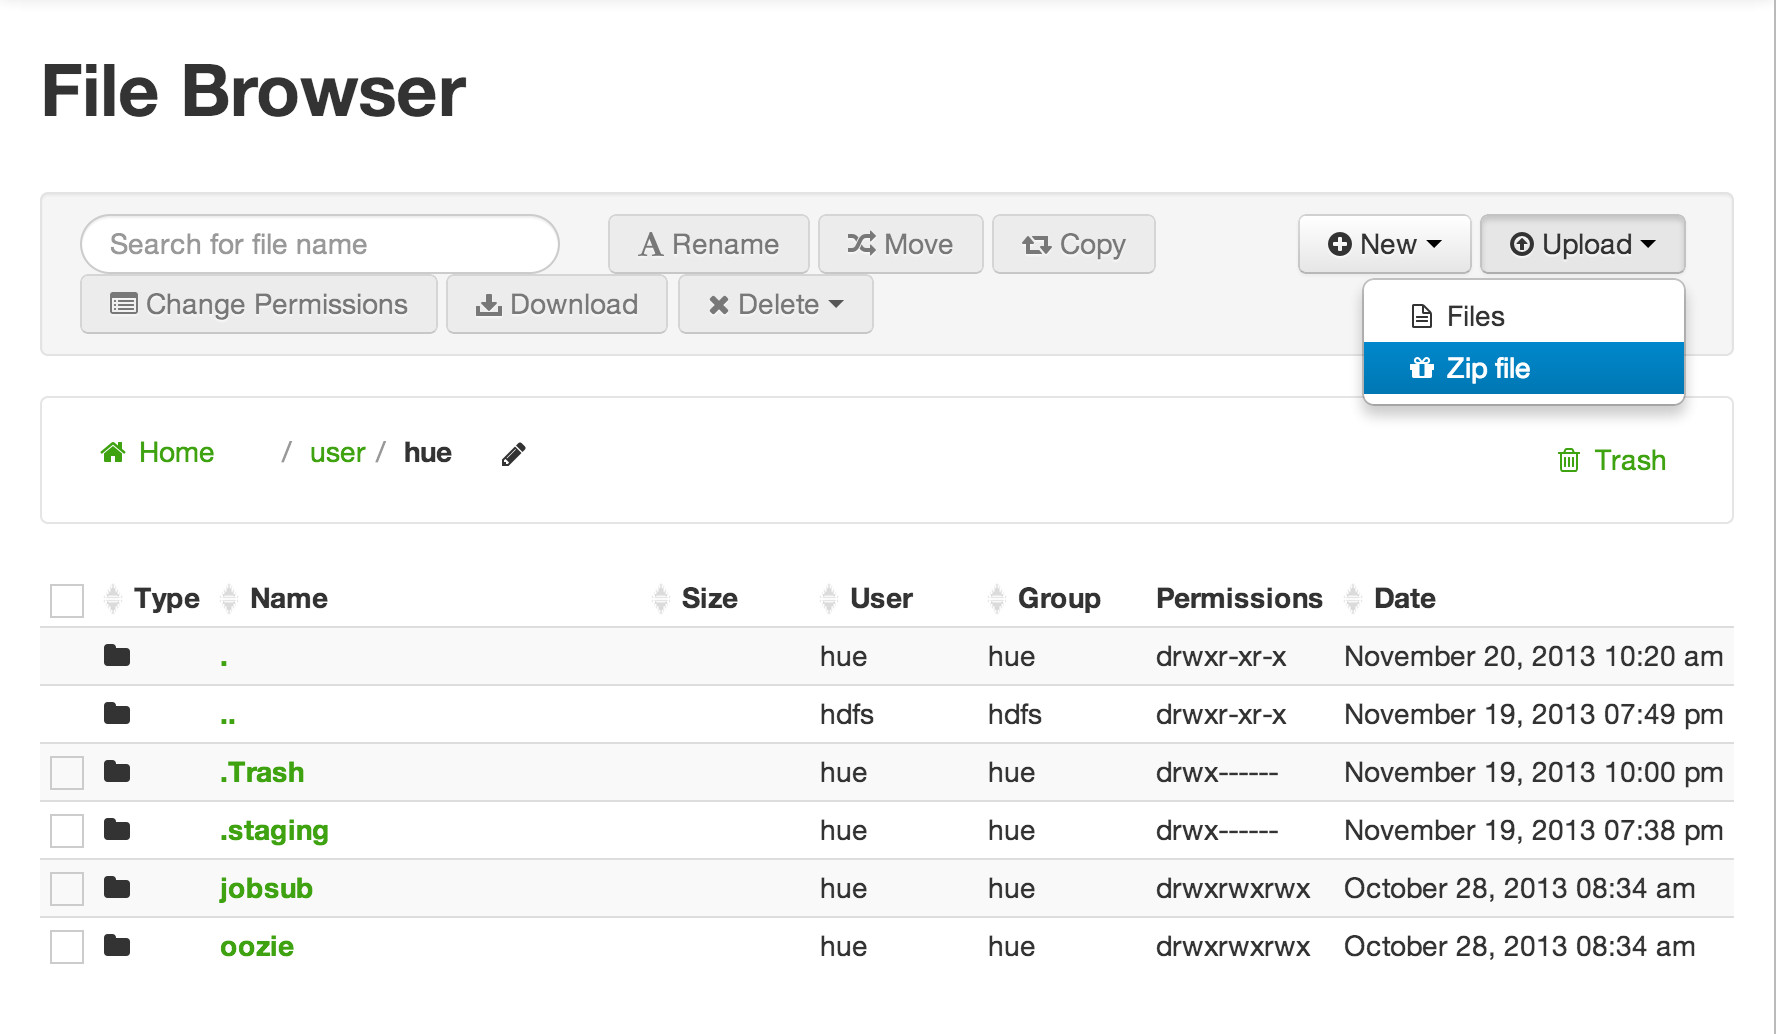 File Browser
Search for file name Rename Move Copy New Upload
Change Permissions Download Delete
Files
Zip file
Home / user / hue
Trash
Type Name Size User Group Permissions Date
. hue hue drwxr-xr-x November 20, 2013 10:20 am
.. hdfs hdfs drwxr-xr-x November 19, 2013 07:49 pm
.Trash hue hue drwx------ November 19, 2013 10:00 pm
.staging hue hue drwx------ November 19, 2013 07:38 pm
jobsub hue hue drwxrwxrwx October 28, 2013 08:34 am
oozie hue hue drwxrwxrwx October 28, 2013 08:34 am